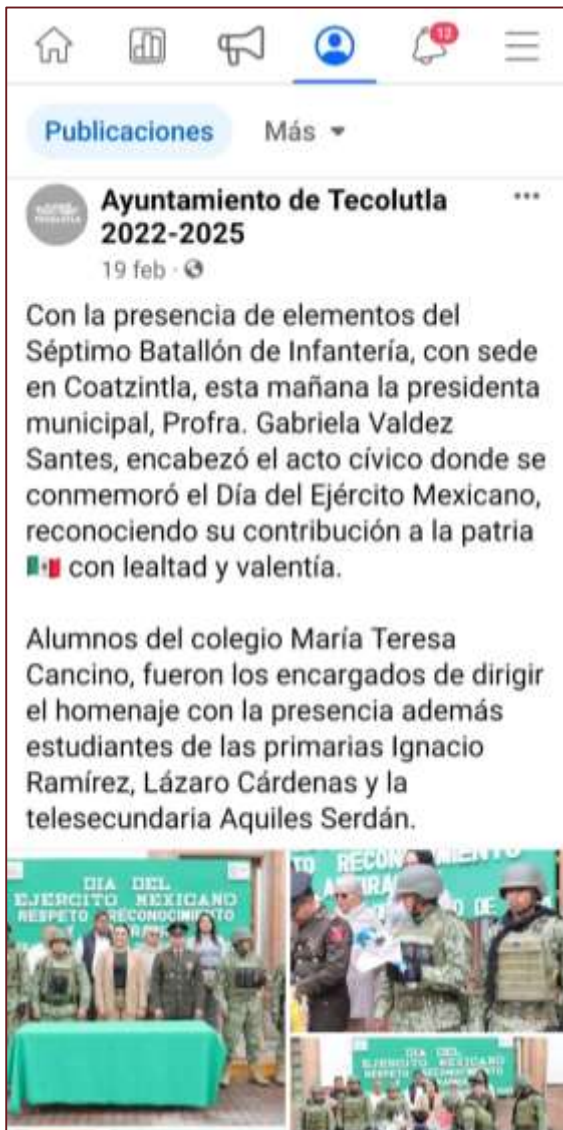 13
Publicaciones Más
Ayuntamiento de Tecolutla
2022-2025
19 feb ·
Con la presencia de elementos del
Séptimo Batallón de Infantería, con sede
en Coatzintla, esta mañana la presidenta
municipal, Profra. Gabriela Valdez
Santes, encabezó el acto cívico donde se
conmemoró el Día del Ejército Mexicano,
reconociendo su contribución a la patria
con lealtad y valentía.
Alumnos del colegio María Teresa
Cancino, fueron los encargados de dirigir
el homenaje con la presencia además
estudiantes de las primarias Ignacio
Ramírez, Lázaro Cárdenas y la
telesecundaria Aquiles Serdán.
DIA DEL
EJERCITO MEXICANO
RESPETO RECONOCIMIENTO
DIA DEL
EJERCITO MEXICANO
RESPETO RECONOCIMIENTO